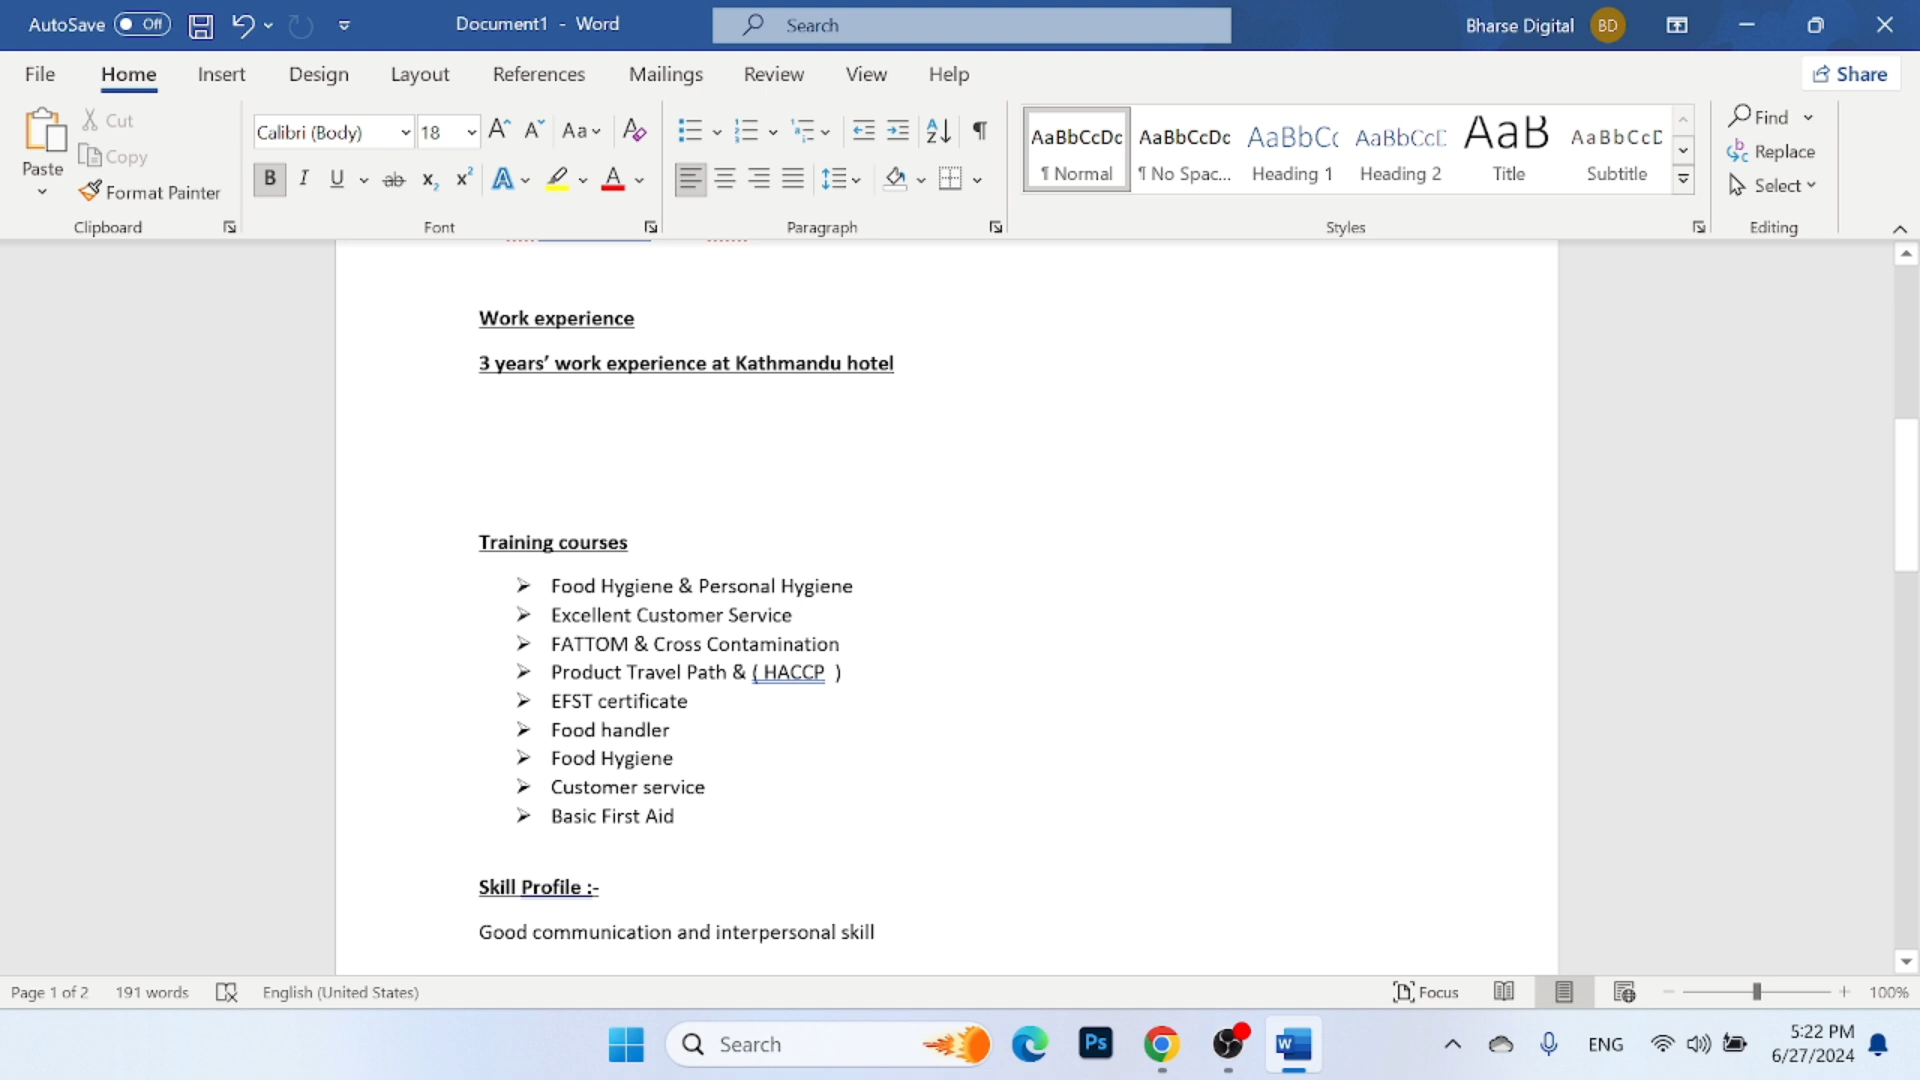 AutoSave Off Document1 - Word Search Bharse Digital BD
File Home Insert Design Layout References Mailings Review View Help Share
Paste Cut Copy Format Painter Clipboard
Calibri (Body) 18 Font
Paragraph
AaBbCcDc ¶ Normal
AaBbCcDc ¶ No Spac...
AaBbCc Heading 1
AaBbCcD Heading 2
AaB Title
AaBbCcD Subtitle
Styles
Find
Replace
Select
Editing
Work experience
3 years’ work experience at Kathmandu hotel
Training courses
➢ Food Hygiene & Personal Hygiene
➢ Excellent Customer Service
➢ FATTOM & Cross Contamination
➢ Product Travel Path & ( HACCP )
➢ EFST certificate
➢ Food handler
➢ Food Hygiene
➢ Customer service
➢ Basic First Aid
Skill Profile :-
Good communication and interpersonal skill
Page 1 of 2 191 words English (United States) Focus 100%
Search Ps W ENG 5:22 PM
6/27/2024